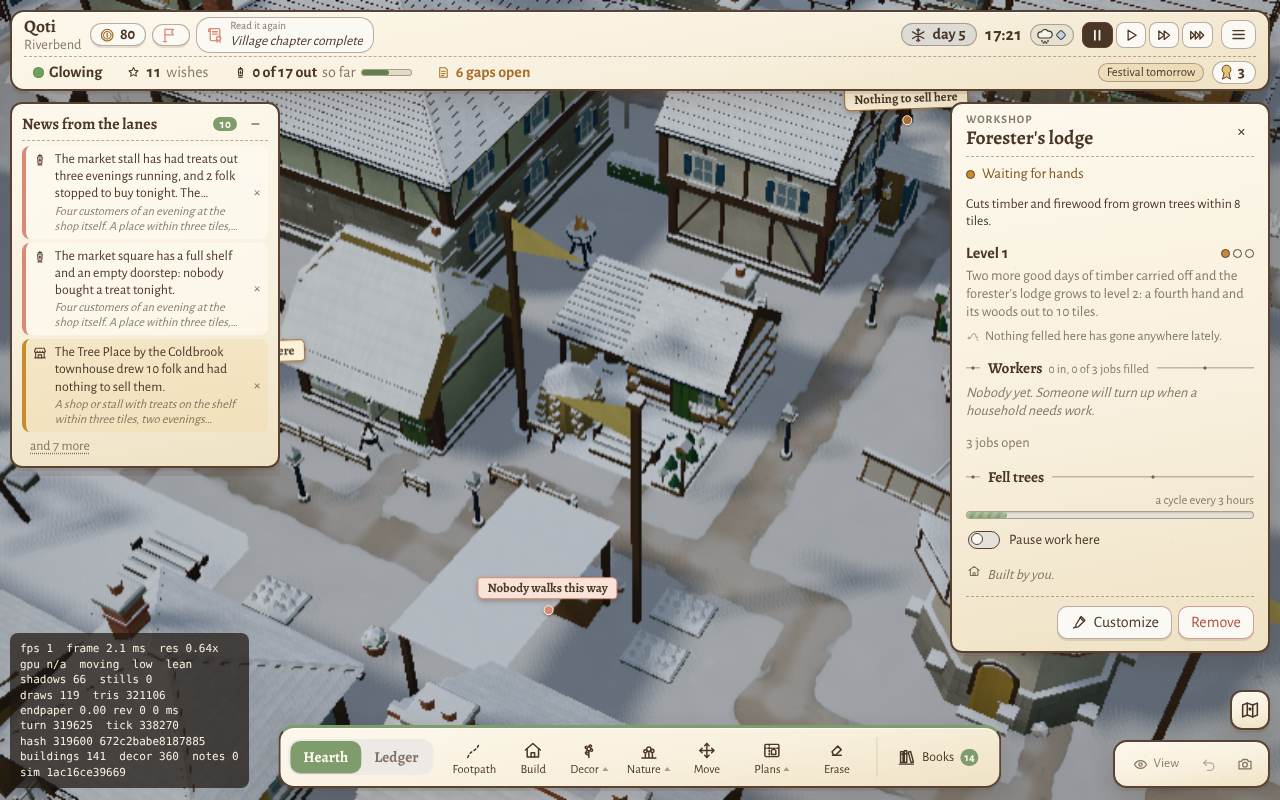 Qoti
Riverbend
80
Read it again
Village chapter complete
day 5
17:21
Glowing
11 wishes
0 of 17 out so far
6 gaps open
Festival tomorrow
3
News from the lanes
10
The market stall has had treats out
three evenings running, and 2 folk
stopped to buy tonight. The…
Four customers of an evening at the
shop itself. A place within three tiles,…
The market square has a full shelf
and an empty doorstep: nobody
bought a treat tonight.
Four customers of an evening at the
shop itself. A place within three tiles,…
The Tree Place by the Coldbrook
townhouse drew 10 folk and had
nothing to sell them.
A shop or stall with treats on the shelf
within three tiles, two evenings…
and 7 more
Nothing to sell here
ere
Nobody walks this way
WORKSHOP
Forester's lodge
Waiting for hands
Cuts timber and firewood from grown trees within 8
tiles.
Level 1
Two more good days of timber carried off and the
forester's lodge grows to level 2: a fourth hand and
its woods out to 10 tiles.
Nothing felled here has gone anywhere lately.
Workers 0 in, 0 of 3 jobs filled
Nobody yet. Someone will turn up when a
household needs work.
3 jobs open
Fell trees
a cycle every 3 hours
Pause work here
Built by you.
Customize
Remove
fps 1 frame 2.1 ms res 0.64x
gpu n/a moving low lean
shadows 66 stills 0
draws 119 tris 321106
endpaper 0.00 rev 0 0 ms
turn 319625 tick 338270
hash 319600 672c2babe8187885
buildings 141 decor 360 notes 0
sim 1ac16ce39669
Hearth
Ledger
Footpath
Build
Decor
Nature
Move
Plans
Erase
Books 14
View